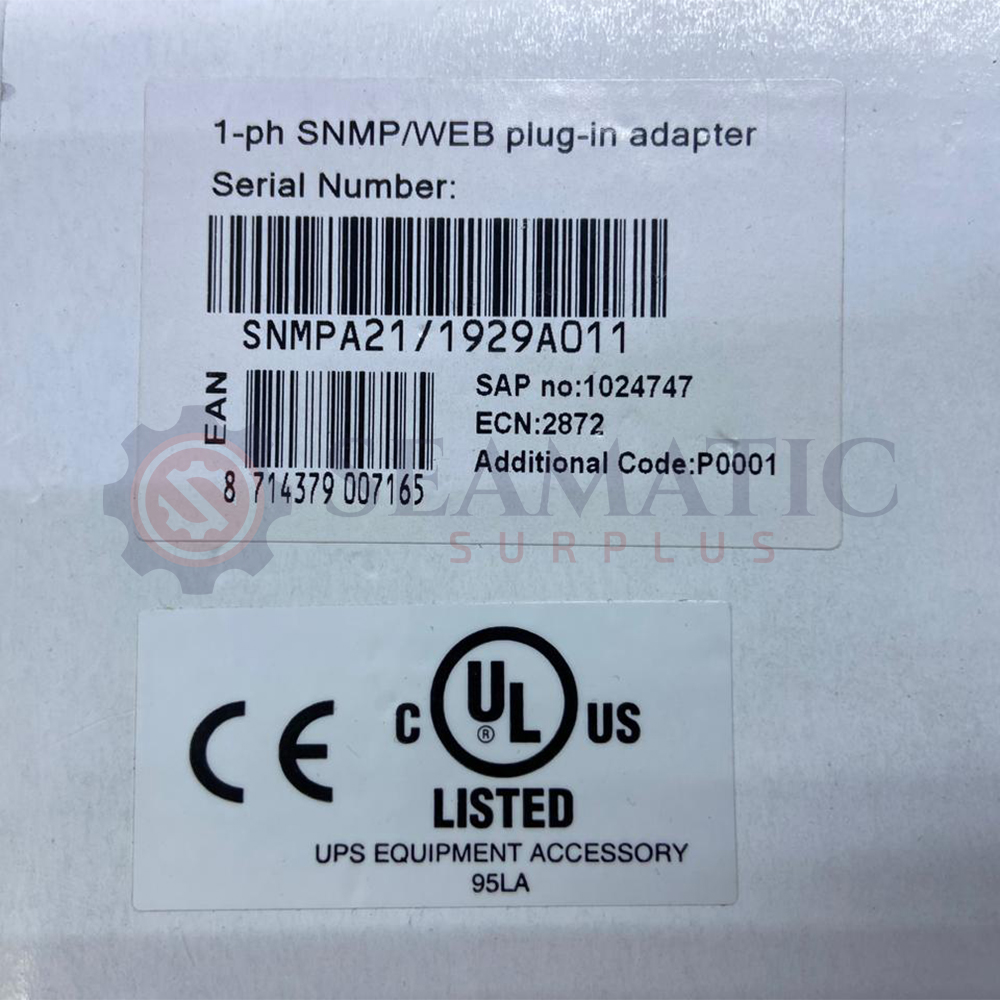 1-ph SNMP/WEB plug-in adapter
Serial Number:
SNMPA21/1929A011
EAN
8 714379 007165
SAP no:1024747
ECN:2872
Additional Code:P0001
SEAMATIC
SURPLUS
CE
C UL® US
LISTED
UPS EQUIPMENT ACCESSORY
95LA